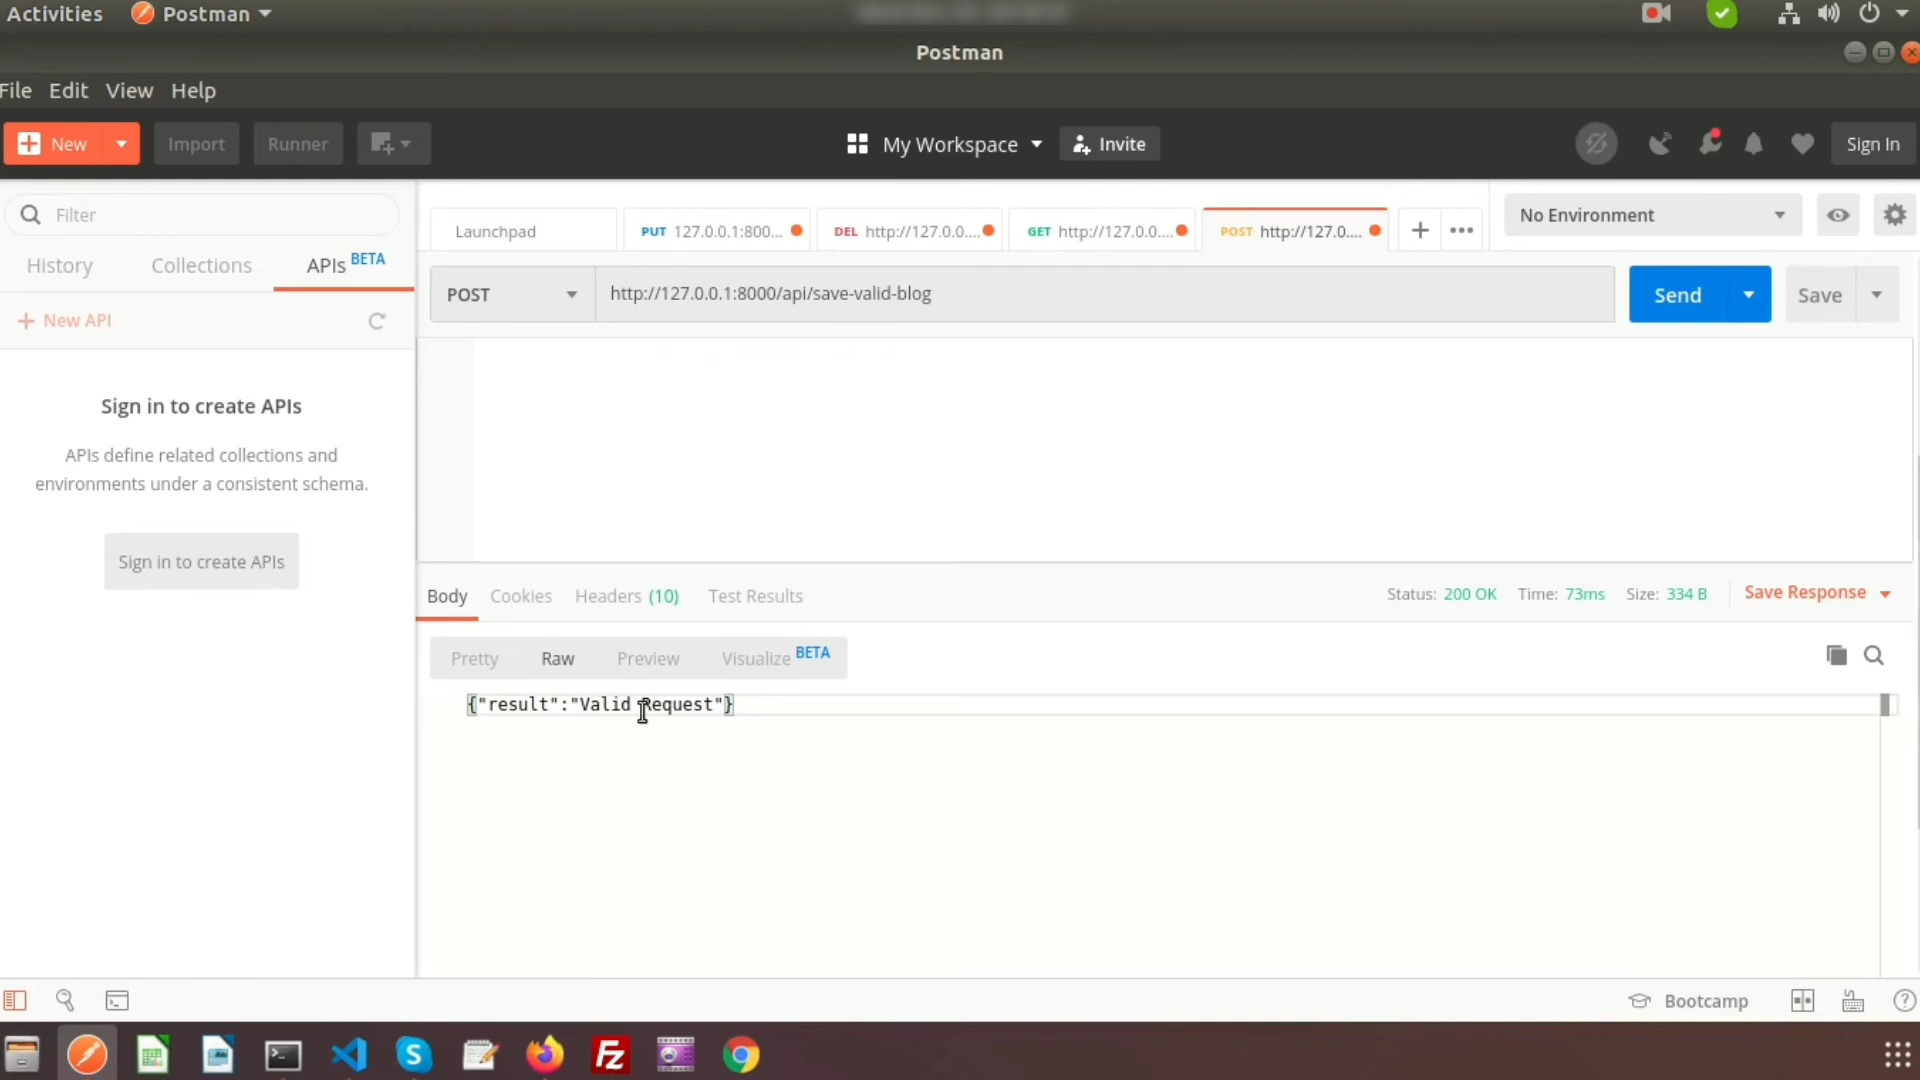 Activities Postman
Postman
File Edit View Help
New Import Runner My Workspace Invite Sign In
Filter
History Collections APIs BETA
New API
Sign in to create APIs
APIs define related collections and
environments under a consistent schema.
Sign in to create APIs
Launchpad PUT 127.0.0.1:800... DEL http://127.0.0.... GET http://127.0.0.... POST http://127.0.... + ••• No Environment
POST http://127.0.0.1:8000/api/save-valid-blog Send Save
Body Cookies Headers (10) Test Results Status: 200 OK Time: 73ms Size: 334 B Save Response
Pretty Raw Preview Visualize BETA
{"result":"Valid Request"}
Bootcamp